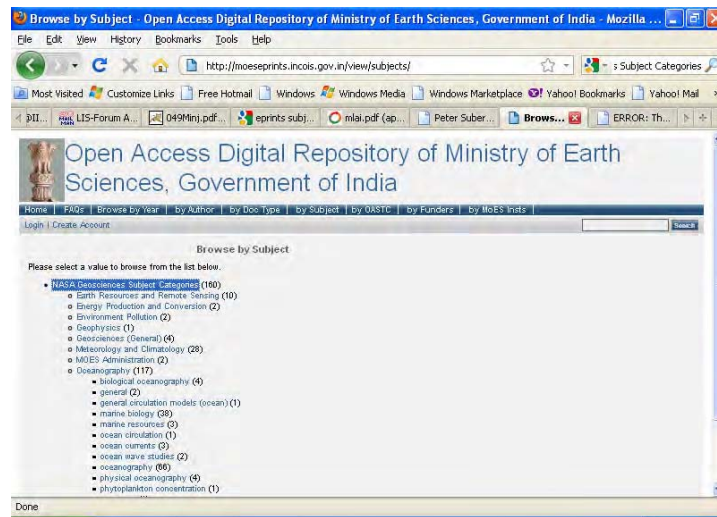 Browse by Subject - Open Access Digital Repository of Ministry of Earth Sciences, Government of India - Mozilla ...
File Edit View History Bookmarks Tools Help
http://moeseprints.incois.gov.in/view/subjects/ s Subject Categories
Most Visited Customize Links Free Hotmail Windows Windows Media Windows Marketplace Yahoo! Bookmarks Yahoo! Mail
LIS-Forum A... 049Minj.pdf... eprints subj... mlai.pdf (ap... Peter Suber... Brows... ERROR: Th...
Open Access Digital Repository of Ministry of Earth
Sciences, Government of India
Home | FAQs | Browse by Year | by Author | by Doc Type | by Subject | by OASTC | by Funders | by MoES Insts |
Login | Create Account Search
Browse by Subject
Please select a value to browse from the list below.
NASA Geosciences Subject Categories (160)
Earth Resources and Remote Sensing (10)
Energy Production and Conversion (2)
Environment Pollution (2)
Geophysics (1)
Geosciences (General) (4)
Meteorology and Climatology (28)
MOES Administration (2)
Oceanography (117)
biological oceanography (4)
general (2)
general circulation models (ocean) (1)
marine biology (38)
marine resources (3)
ocean circulation (1)
ocean currents (3)
ocean wave studies (2)
oceanography (66)
physical oceanography (4)
phytoplankton concentration (1)
Done